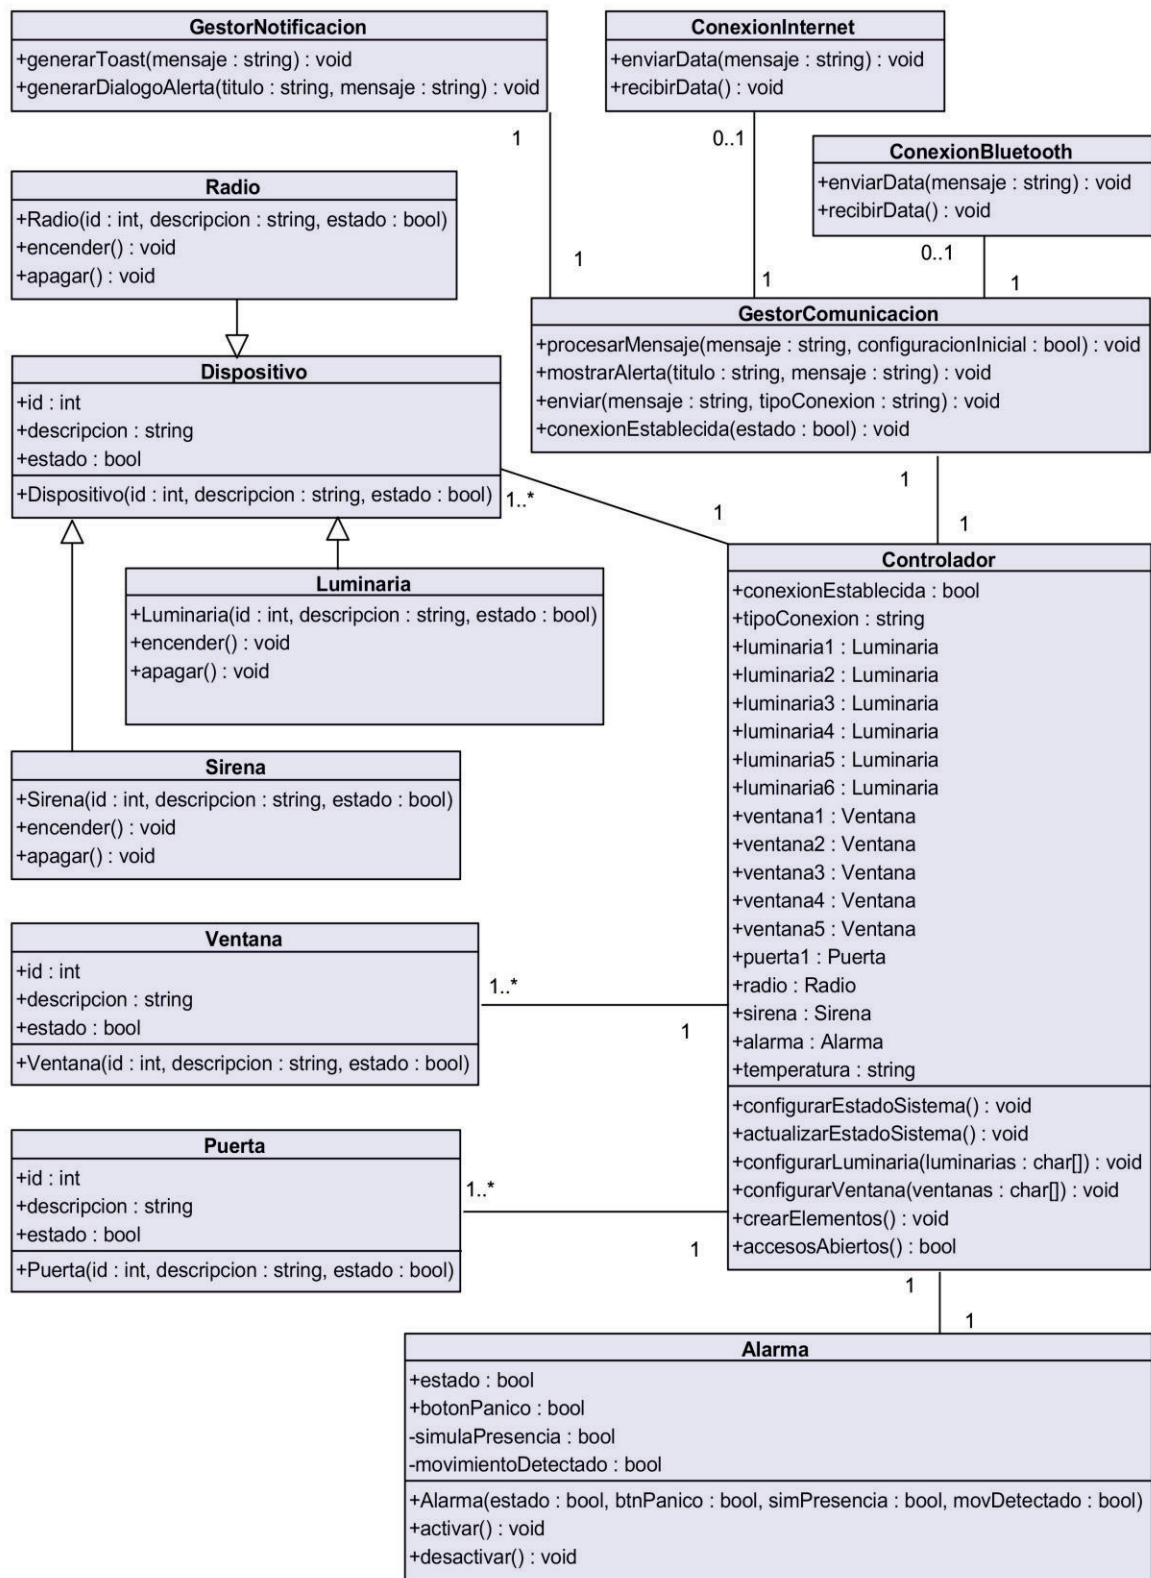 GestorNotificacion
+generarToast(mensaje : string) : void
+generarDialogoAlerta(titulo : string, mensaje : string) : void
1
1
ConexionInternet
+enviarData(mensaje : string) : void
+recibirData() : void
0..1
1
ConexionBluetooth
+enviarData(mensaje : string) : void
+recibirData() : void
0..1
1
Radio
+Radio(id : int, descripcion : string, estado : bool)
+encender() : void
+apagar() : void
GestorComunicacion
+procesarMensaje(mensaje : string, configuracionInicial : bool) : void
+mostrarAlerta(titulo : string, mensaje : string) : void
+enviar(mensaje : string, tipoConexion : string) : void
+conexionEstablecida(estado : bool) : void
1
1
Dispositivo
+id : int
+descripcion : string
+estado : bool
+Dispositivo(id : int, descripcion : string, estado : bool)
1..*
1
Luminaria
+Luminaria(id : int, descripcion : string, estado : bool)
+encender() : void
+apagar() : void
Sirena
+Sirena(id : int, descripcion : string, estado : bool)
+encender() : void
+apagar() : void
Controlador
+conexionEstablecida : bool
+tipoConexion : string
+luminaria1 : Luminaria
+luminaria2 : Luminaria
+luminaria3 : Luminaria
+luminaria4 : Luminaria
+luminaria5 : Luminaria
+luminaria6 : Luminaria
+ventana1 : Ventana
+ventana2 : Ventana
+ventana3 : Ventana
+ventana4 : Ventana
+ventana5 : Ventana
+puerta1 : Puerta
+radio : Radio
+sirena : Sirena
+alarma : Alarma
+temperatura : string
+configurarEstadoSistema() : void
+actualizarEstadoSistema() : void
+configurarLuminaria(luminarias : char[]) : void
+configurarVentana(ventanas : char[]) : void
+crearElementos() : void
+accesosAbiertos() : bool
Ventana
+id : int
+descripcion : string
+estado : bool
+Ventana(id : int, descripcion : string, estado : bool)
1..*
1
Puerta
+id : int
+descripcion : string
+estado : bool
+Puerta(id : int, descripcion : string, estado : bool)
1..*
1
1
1
Alarma
+estado : bool
+botonPanico : bool
-simulaPresencia : bool
-movimientoDetectado : bool
+Alarma(estado : bool, btnPanico : bool, simPresencia : bool, movDetectado : bool)
+activar() : void
+desactivar() : void